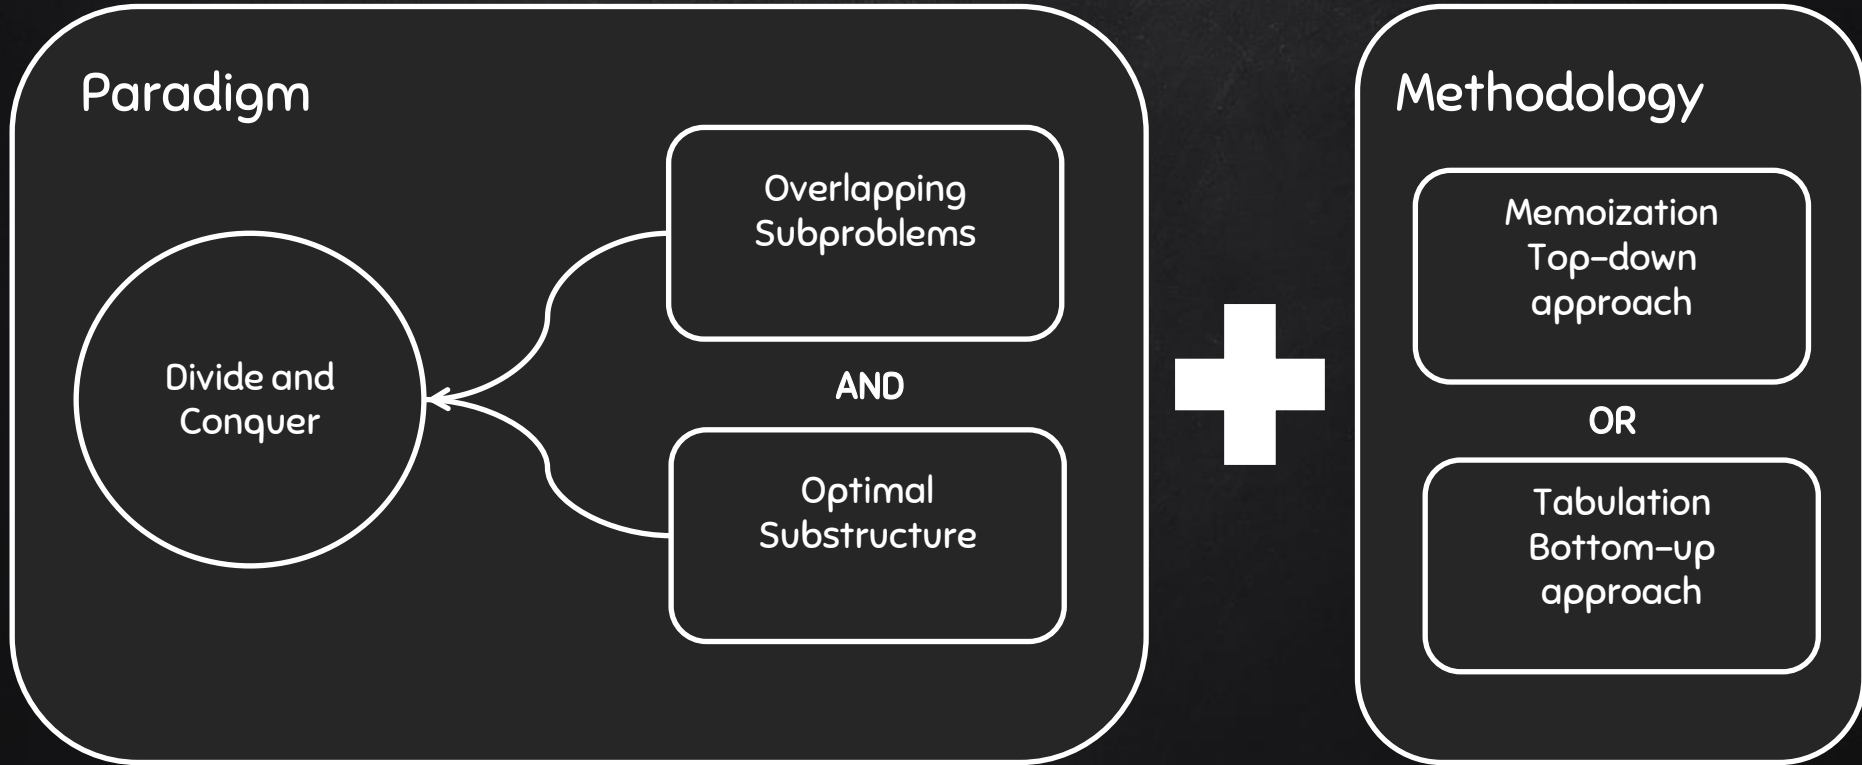 Paradigm
Divide and
Conquer
Overlapping
Subproblems
AND
Optimal
Substructure
Methodology
Memoization
Top-down
approach
OR
Tabulation
Bottom-up
approach